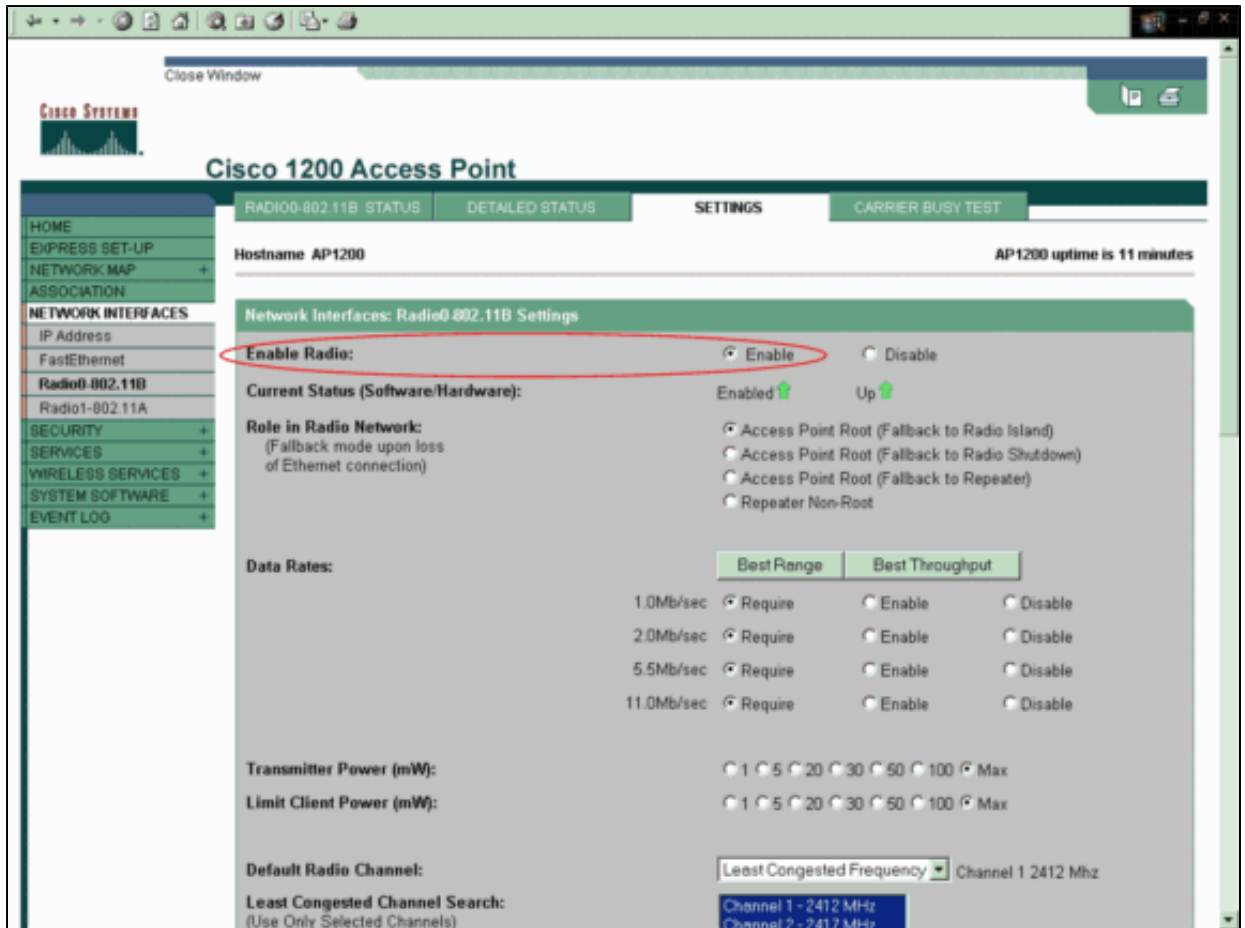 Close Window
CISCO SYSTEMS
Cisco 1200 Access Point
RADIO0-802.11B STATUS DETAILED STATUS SETTINGS CARRIER BUSY TEST
HOME
EXPRESS SET-UP
NETWORK MAP +
ASSOCIATION
NETWORK INTERFACES
IP Address
FastEthernet
Radio0-802.11B
Radio1-802.11A
SECURITY +
SERVICES +
WIRELESS SERVICES +
SYSTEM SOFTWARE +
EVENT LOG +
Hostname AP1200 AP1200 uptime is 11 minutes
Network Interfaces: Radio0-802.11B Settings
Enable Radio: Enable Disable
Current Status (Software/Hardware): Enabled Up
Role in Radio Network:
(Fallback mode upon loss
of Ethernet connection)
Access Point Root (Fallback to Radio Island)
Access Point Root (Fallback to Radio Shutdown)
Access Point Root (Fallback to Repeater)
Repeater Non-Root
Data Rates: Best Range Best Throughput
1.0Mb/sec Require Enable Disable
2.0Mb/sec Require Enable Disable
5.5Mb/sec Require Enable Disable
11.0Mb/sec Require Enable Disable
Transmitter Power (mW): 1 5 20 30 50 100 Max
Limit Client Power (mW): 1 5 20 30 50 100 Max
Default Radio Channel: Least Congested Frequency Channel 1 2412 Mhz
Least Congested Channel Search:
(Use Only Selected Channels)
Channel 1 - 2412 MHz
Channel 2 - 2417 MHz